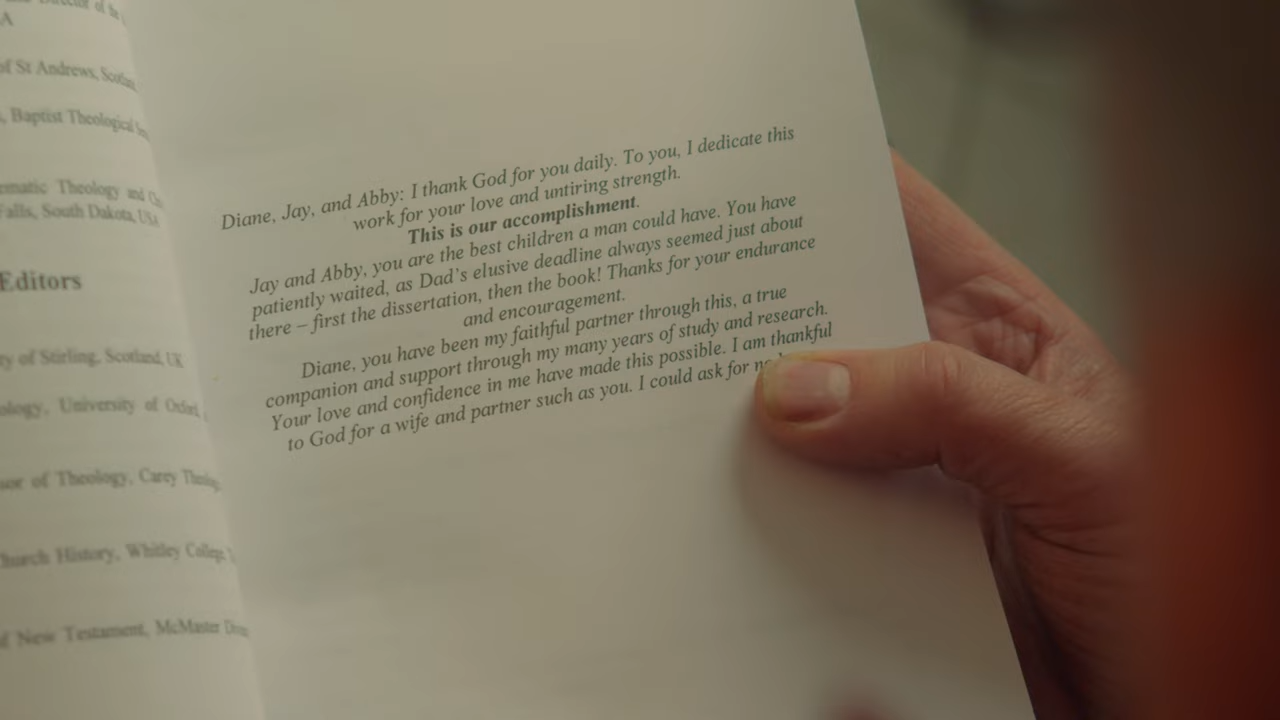 Director of the
A
of St Andrews,
Baptist Theological
Theology and
Falls, South Dakota, USA
Editors
of Stirling, Scotland, UK
University of Oxford,
of Theology, Carey
Church History, Whitley College
of New Testament, McMaster
Diane, Jay, and Abby: I thank God for you daily. To you, I dedicate this
work for your love and untiring strength.
This is our accomplishment.
Jay and Abby, you are the best children a man could have. You have
patiently waited, as Dad's elusive deadline always seemed just about
there – first the dissertation, then the book! Thanks for your endurance
and encouragement.
Diane, you have been my faithful partner through this, a true
companion and support through my many years of study and research.
Your love and confidence in me have made this possible. I am thankful
to God for a wife and partner such as you. I could ask for